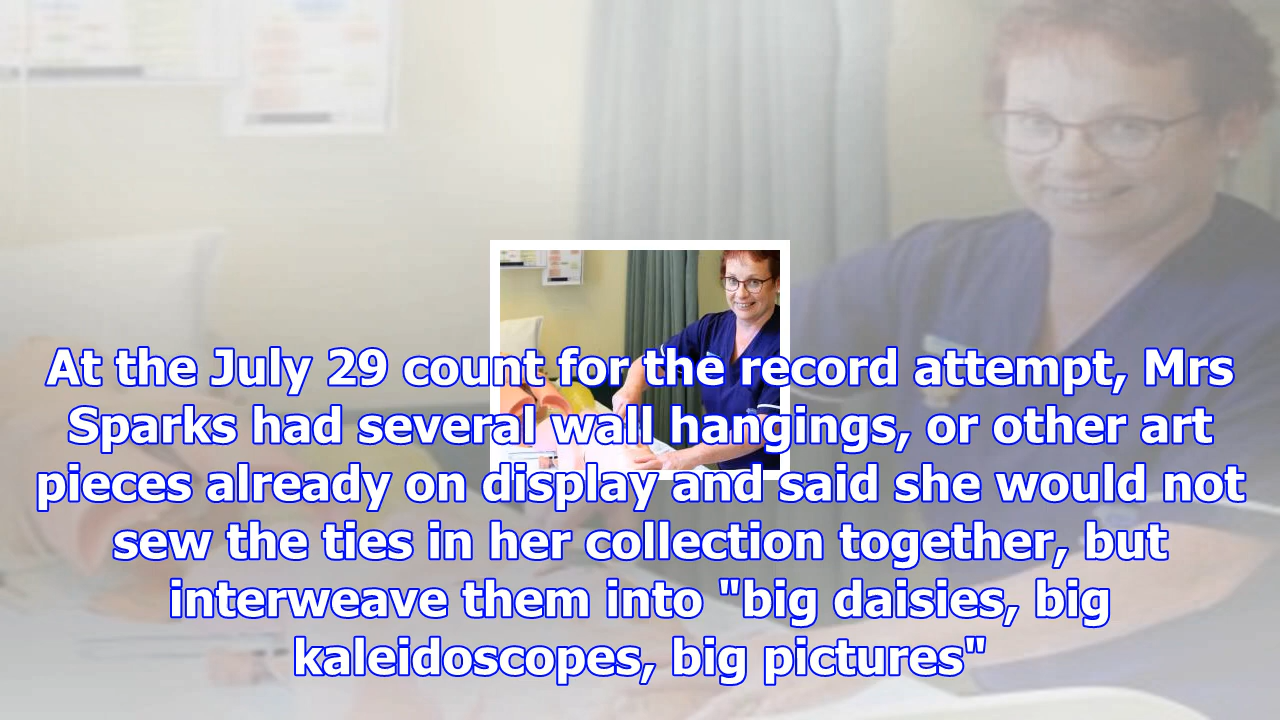 At the July 29 count for the record attempt, Mrs
Sparks had several wall hangings, or other art
pieces already on display and said she would not
sew the ties in her collection together, but
interweave them into "big daisies, big
kaleidoscopes, big pictures"